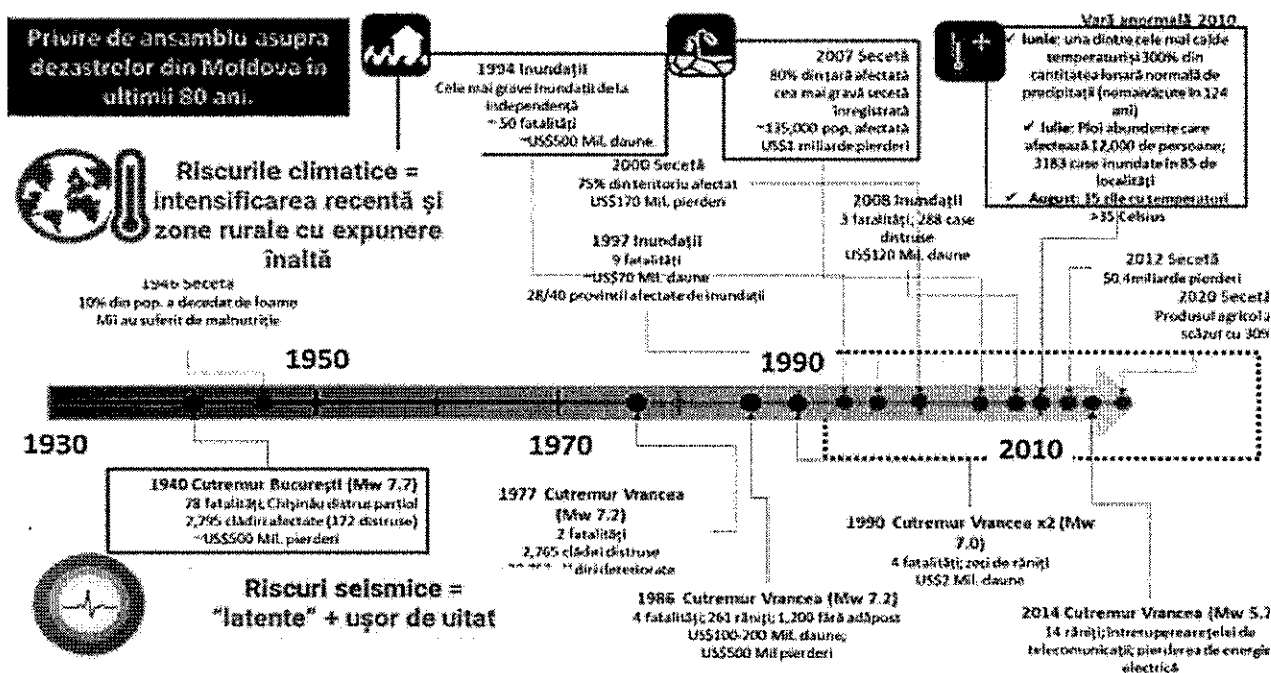 Privire de ansamblu asupra
dezastrelor din Moldova în
ultimii 80 ani.
1994 Inundații
Cele mai grave inundații de la
independență
~ 50 fatalități
~US$500 Mil. daune
2007 Secetă
80% din țară afectată
cea mai gravă secetă
înregistrată
~135,000 pop. afectată
US$1 miliarde pierderi
Vară anormală 2010
✓ Iunie: una dintre cele mai calde
temperaturi și 300% din
cantitatea lunară normală de
precipitații (nemaivăzute în 124
ani)
✓ Iulie: Ploi abundente care
afectează 12,000 de persoane;
3183 case inundate în 85 de
localități
✓ August: 15 zile cu temperaturi
>35 Celsius
Riscurile climatice =
intensificarea recentă și
zone rurale cu expunere
înaltă
2000 Secetă
75% din teritoriu afectat
US$170 Mil. pierderi
2008 Inundații
3 fatalități, 288 case
distruse
US$120 Mil. daune
1997 Inundații
9 fatalități
~US$70 Mil. daune
28/40 provincii afectate de inundații
2012 Secetă
$0.4miliarde pierderi
2020 Secetă
Produsul agricol a
scăzut cu 30%
1946 Secetă
10% din pop. a decedat de foame
Mii au suferit de malnutriție
1950
1990
1930
1970
2010
1940 Cutremur București (Mw 7.7)
78 fatalități; Chișinău distrus parțial
2,795 clădiri afectate (172 distruse)
~US$500 Mil. pierderi
1977 Cutremur Vrancea
(Mw 7.2)
2 fatalități
2,765 clădiri distruse
diri deteriorate
1990 Cutremur Vrancea x2 (Mw
7.0)
4 fatalități; zeci de răniți
US$2 Mil. daune
Riscuri seismice =
“latente” + ușor de uitat
1986 Cutremur Vrancea (Mw 7.2)
4 fatalități; 261 răniți; 1,200 fără adăpost
US$100-200 Mil. daune;
US$500 Mil pierderi
2014 Cutremur Vrancea (Mw 5.7
14 răniți; întreruperea rețelei de
telecomunicații; pierderea de energie
electrică